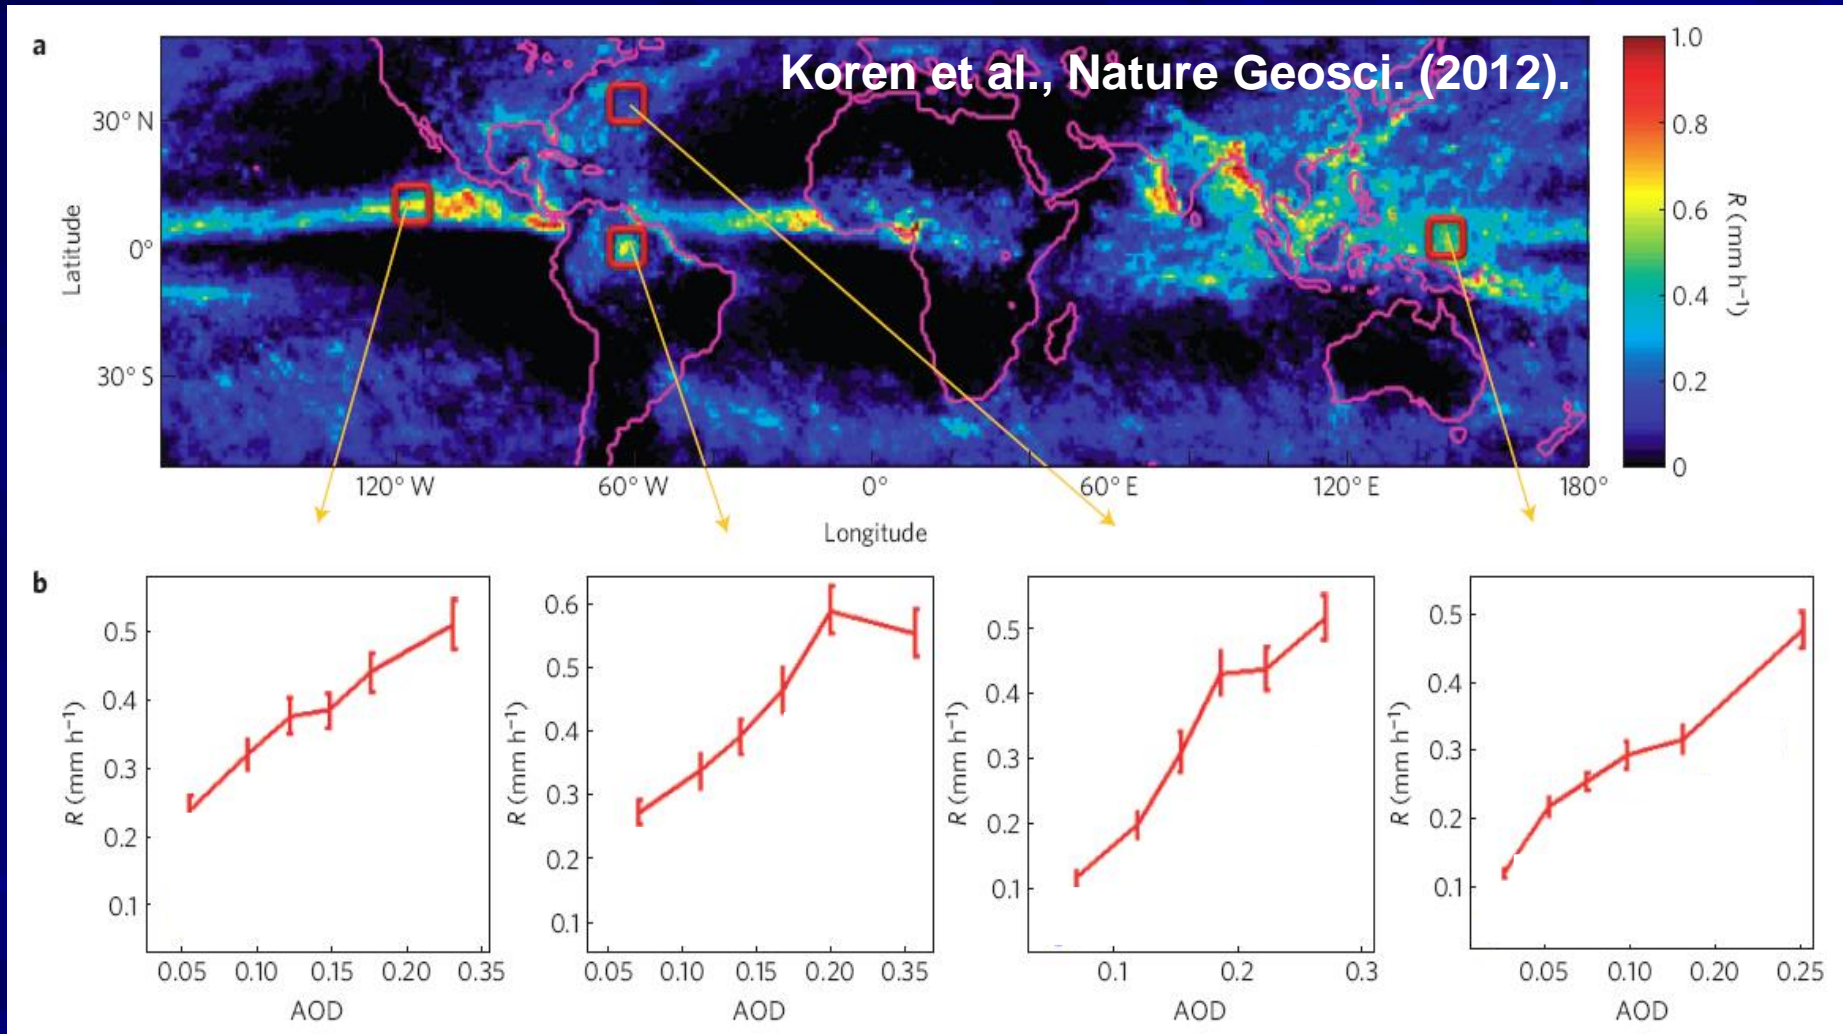 a
Koren et al., Nature Geosci. (2012).
30° N
0°
30° S
Latitude
120° W 60° W 0° 60° E 120° E 180°
Longitude
1.0
0.8
0.6
0.4
0.2
0
R (mm h⁻¹)
b
0.5
0.4
0.3
0.2
0.1
R (mm h⁻¹)
0.05 0.10 0.15 0.20 0.35
AOD
0.6
0.5
0.4
0.3
0.2
0.1
R (mm h⁻¹)
0.05 0.10 0.15 0.20 0.35
AOD
0.5
0.4
0.3
0.2
0.1
R (mm h⁻¹)
0.1 0.2 0.3
AOD
0.5
0.4
0.3
0.2
0.1
R (mm h⁻¹)
0.05 0.10 0.20 0.25
AOD